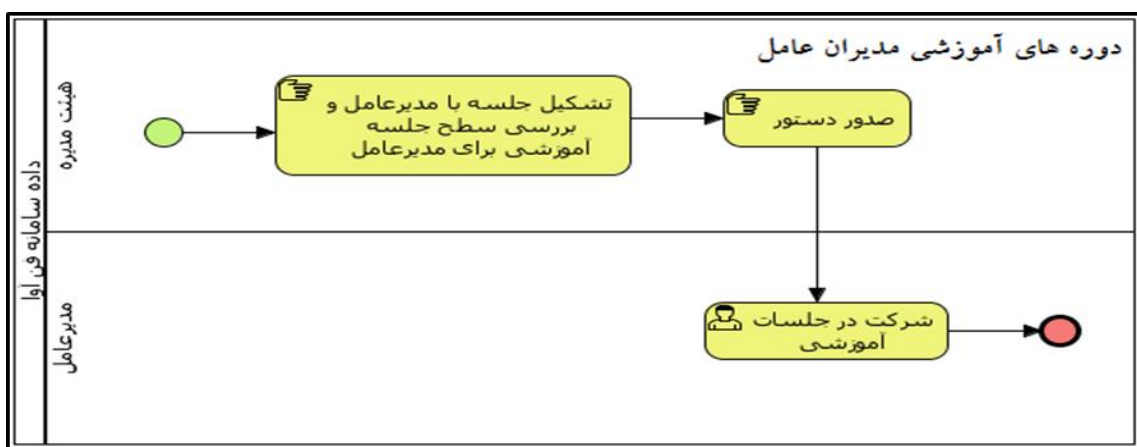 دوره های آموزشی مدیران عامل
هیئت مدیره
تشکیل جلسه با مدیرعامل و
بررسی سطح جلسه
آموزشی برای مدیرعامل
صدور دستور
داده سامانه فن آوا
مدیرعامل
شرکت در جلسات
آموزشی